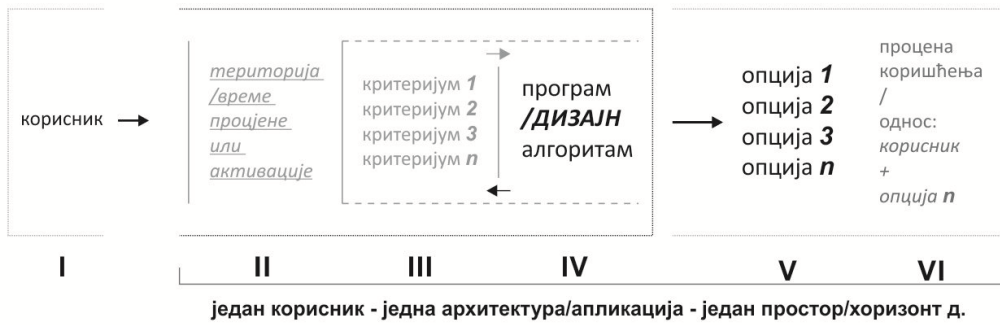 корисник
територија
/време
процјене
или
активације
критеријум 1
критеријум 2
критеријум 3
критеријум n
програм
/ДИЗАЈН
алгоритам
опција 1
опција 2
опција 3
опција n
процена
коришћења
/
однос:
корисник
+
опција n
I
II
III
IV
V
VI
један корисник - једна архитектура/апликација - један простор/хоризонт д.